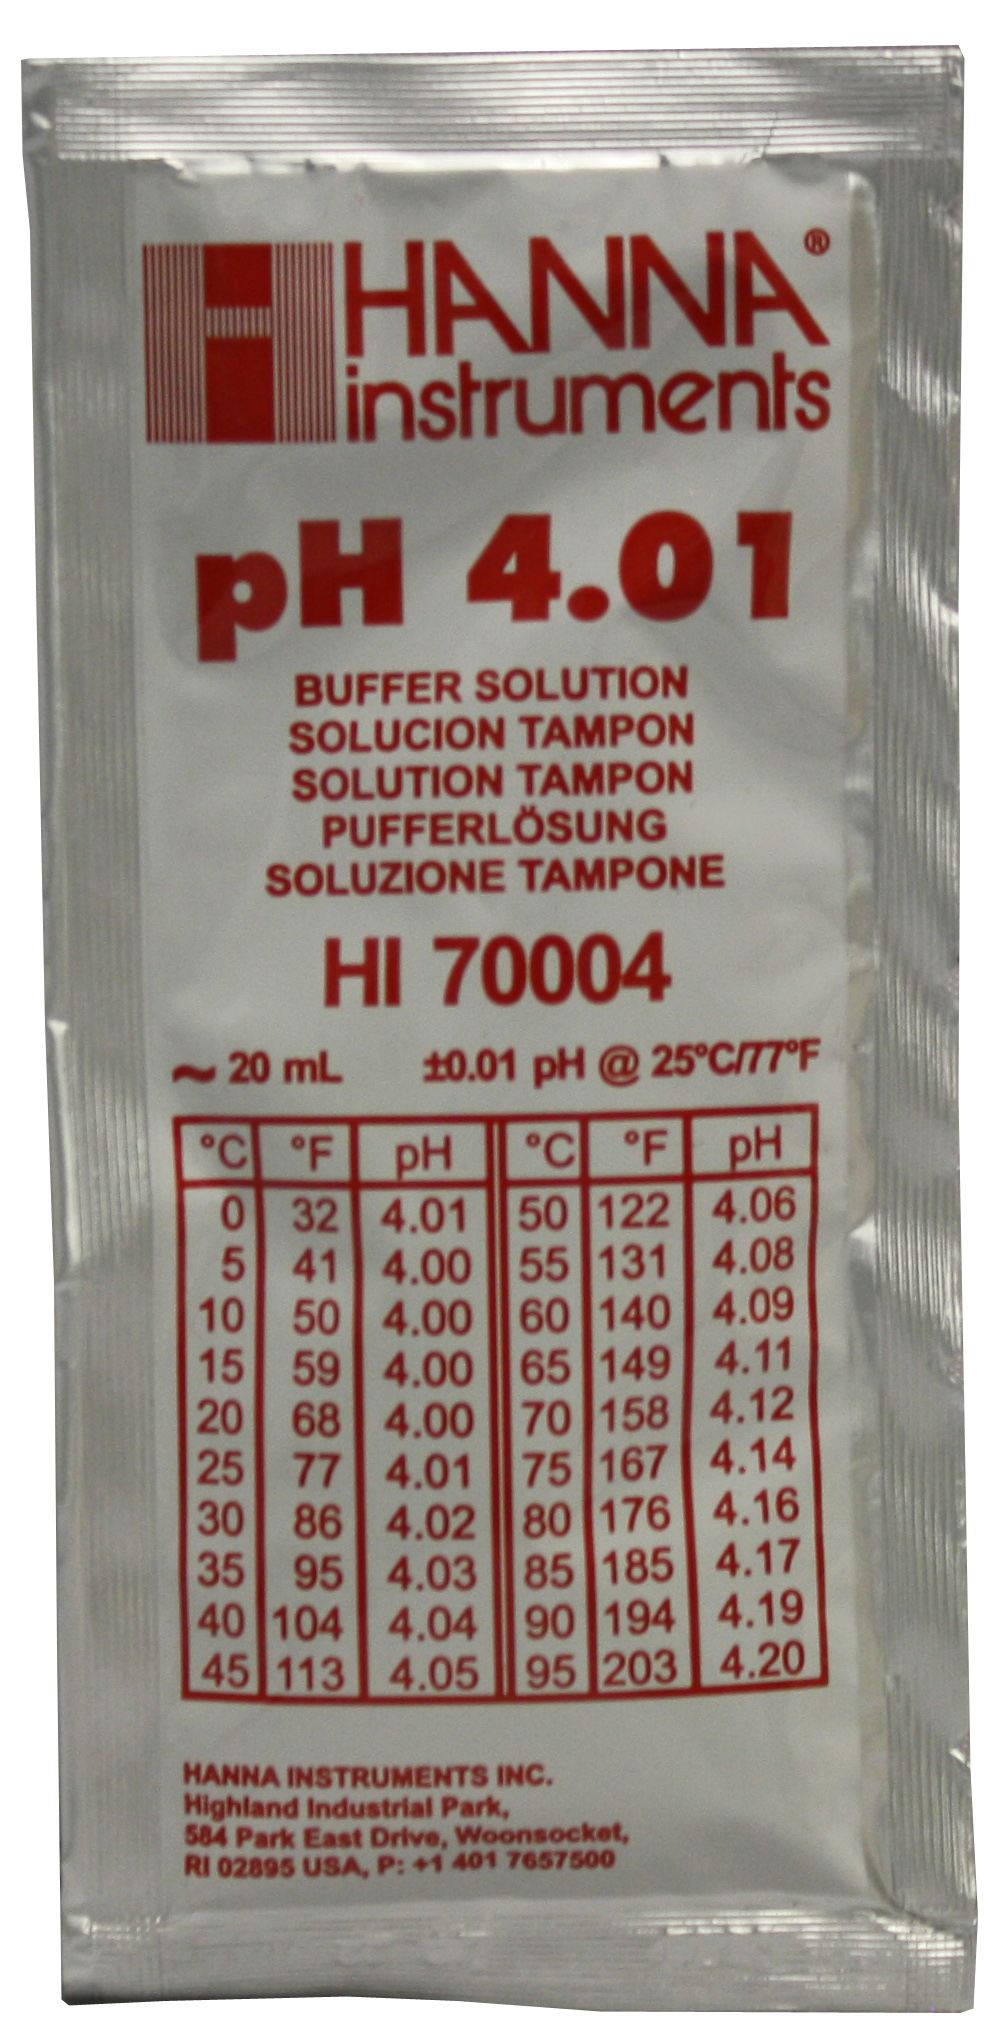 HANNA®
instruments
pH 4.01
BUFFER SOLUTION
SOLUCION TAMPON
SOLUTION TAMPON
PUFFERLÖSUNG
SOLUZIONE TAMPONE
HI 70004
~ 20 mL ±0.01 pH @ 25°C/77°F
°C °F pH °C °F pH
0 32 4.01 50 122 4.06
5 41 4.00 55 131 4.08
10 50 4.00 60 140 4.09
15 59 4.00 65 149 4.11
20 68 4.00 70 158 4.12
25 77 4.01 75 167 4.14
30 86 4.02 80 176 4.16
35 95 4.03 85 185 4.17
40 104 4.04 90 194 4.19
45 113 4.05 95 203 4.20
HANNA INSTRUMENTS INC.
Highland Industrial Park,
584 Park East Drive, Woonsocket,
RI 02895 USA, P: +1 401 7657500